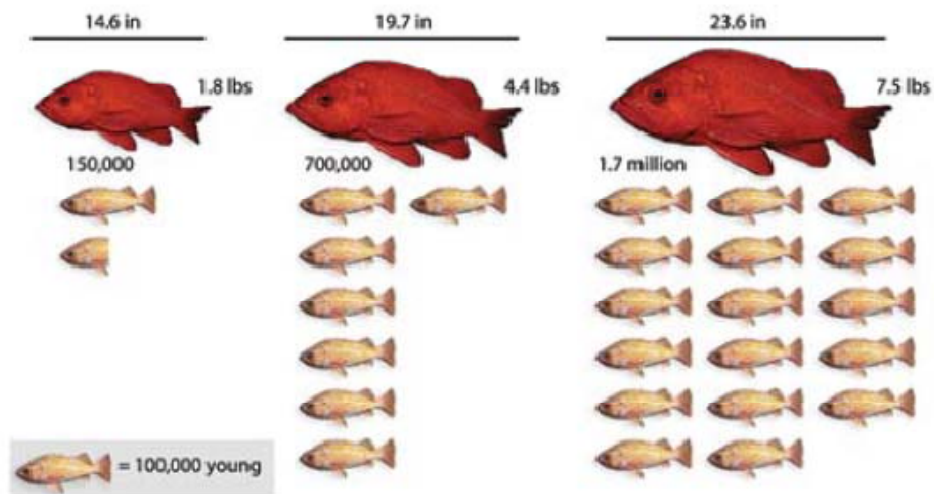 14.6 in
19.7 in
23.6 in
1.8 lbs
4.4 lbs
7.5 lbs
150,000
700,000
1.7 million
= 100,000 young